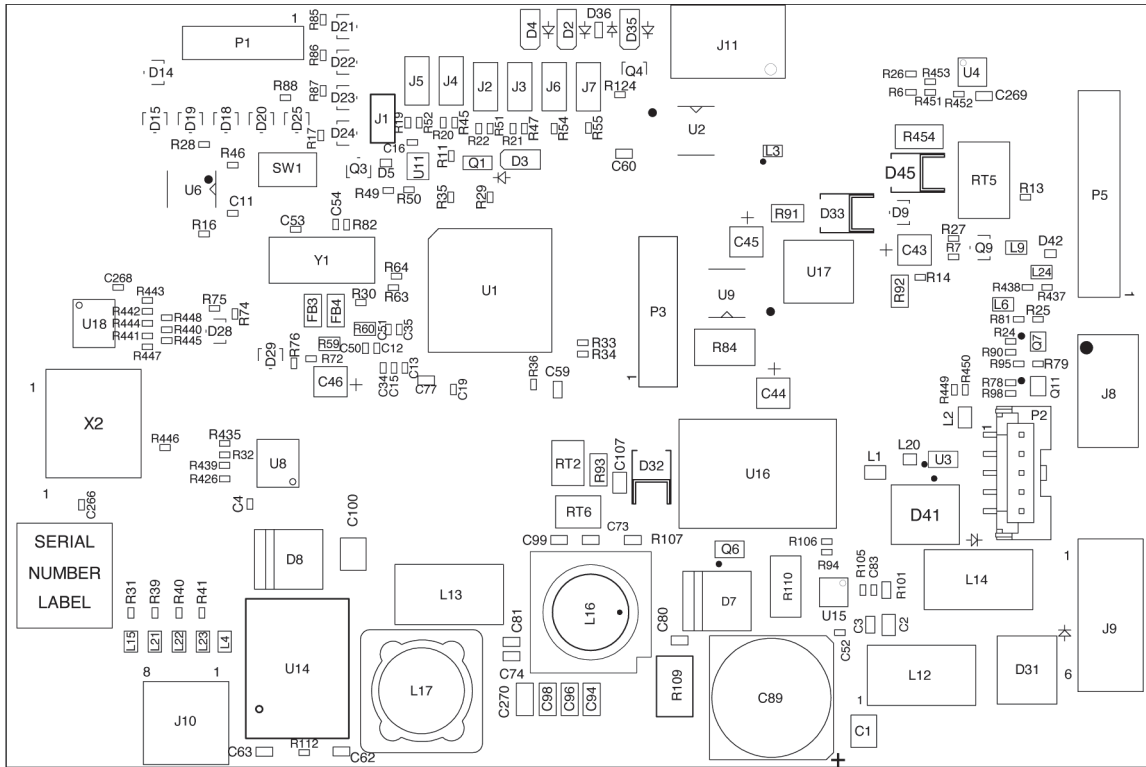 R85
1
D21
P1
R86
D22
D14
R87
D23
R88
D15
D19
D18
D20
D25
R17
D24
R28
R46
SW1
U6
C11
R16
J5
J4
J2
J3
J6
J7
J1
R19
R52
R20
R45
R22
R51
R21
R47
R54
R55
D4
D2
D36
D35
Q4
R124
J11
C16
Q3
D5
U11
R11
Q1
D3
R49
R50
R35
R29
C60
U2
L3
R26
R453
U4
R6
R451
R452
C269
R454
D45
RT5
R13
P5
1
C54
C53
R82
Y1
R64
R63
R30
U1
R91
D33
D9
C45
C43
U17
R27
R7
Q9
L9
D42
R14
R92
L24
R438
R437
L6
R81
R25
C268
R443
R442
U18
R444
R441
R447
R448
R440
R445
R75
R74
D28
FB3
FB4
R60
C51
C35
R59
C50
C12
D29
R76
R72
C46
C34
C15
C13
C77
C19
R36
C59
R33
R34
P3
1
U9
R84
C44
R24
Q7
R90
R95
R79
R78
R98
Q11
R449
R450
J8
L2
P2
1
1
X2
R446
R435
R32
R439
R426
U8
1
C266
C4
RT2
R93
C107
D32
U16
L1
L20
U3
RT6
D41
SERIAL
NUMBER
LABEL
D8
C100
C99
C73
R107
Q6
R106
R94
R31
R39
R40
R41
L13
L16
D7
R110
R105
C83
R101
L14
1
U15
C3
C2
C52
J9
L15
L21
L22
L23
L4
U14
C81
C74
C80
L17
R109
C89
L12
1
D31
6
8
1
J10
C270
C98
C96
C94
C63
R112
C62
C1